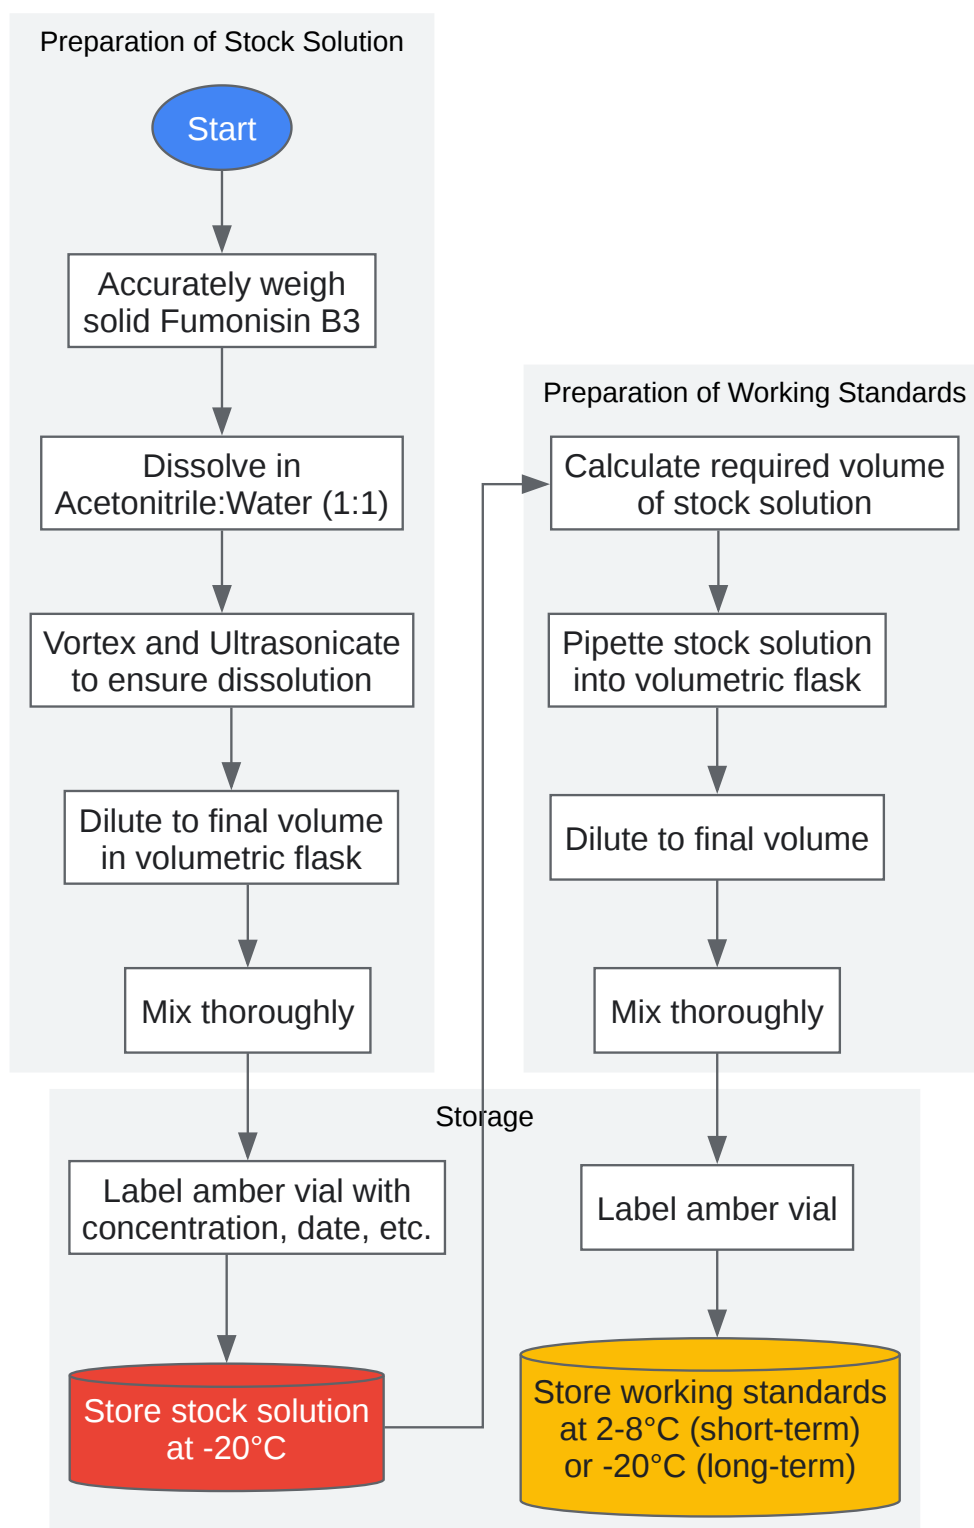 Preparation of Stock Solution
Start
Accurately weigh
solid Fumonisin B3
Dissolve in
Acetonitrile:Water (1:1)
Vortex and Ultrasonicate
to ensure dissolution
Dilute to final volume
in volumetric flask
Mix thoroughly
Preparation of Working Standards
Calculate required volume
of stock solution
Pipette stock solution
into volumetric flask
Dilute to final volume
Mix thoroughly
Storage
Label amber vial with
concentration, date, etc.
Store stock solution
at -20°C
Label amber vial
Store working standards
at 2-8°C (short-term)
or -20°C (long-term)